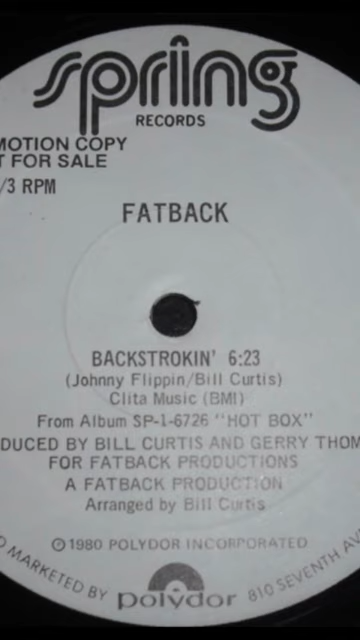 spring
RECORDS
MOTION COPY
T FOR SALE
/3 RPM
FATBACK
BACKSTROKIN' 6:23
(Johnny Flippin/Bill Curtis)
Clita Music (BMI)
From Album SP-1-6726 "HOT BOX"
ODUCED BY BILL CURTIS AND GERRY THOM
FOR FATBACK PRODUCTIONS
A FATBACK PRODUCTION
Arranged by Bill Curtis
©1980 POLYDOR INCORPORATED
D MARKETED BY polydor 810 SEVENTH AV